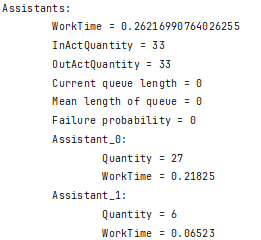 Assistants:
WorkTime = 0.26216990764026255
InActQuantity = 33
OutActQuantity = 33
Current queue length = 0
Mean length of queue = 0
Failure probability = 0
Assistant_0:
Quantity = 27
WorkTime = 0.21825
Assistant_1:
Quantity = 6
WorkTime = 0.06523